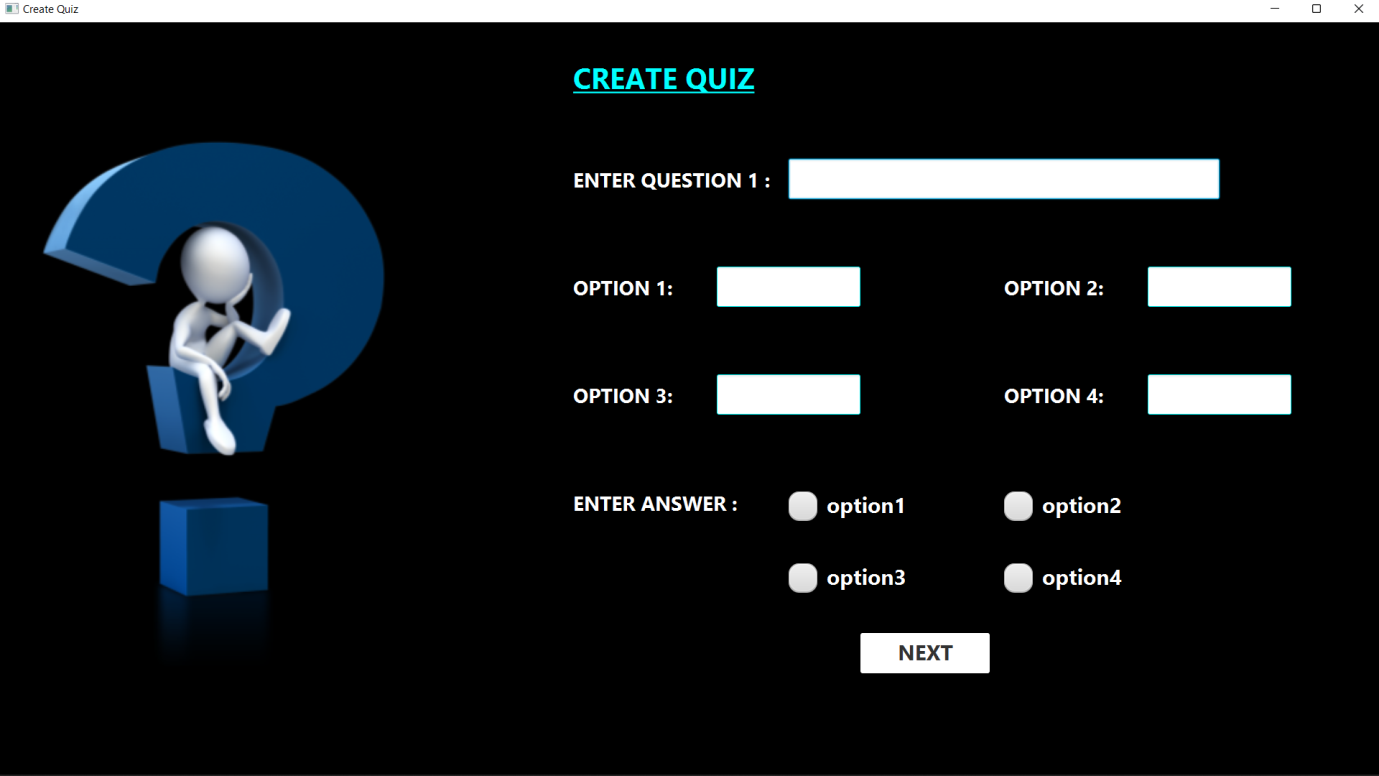 Create Quiz
CREATE QUIZ
ENTER QUESTION 1 :
OPTION 1:
OPTION 2:
OPTION 3:
OPTION 4:
ENTER ANSWER :
option1
option2
option3
option4
NEXT